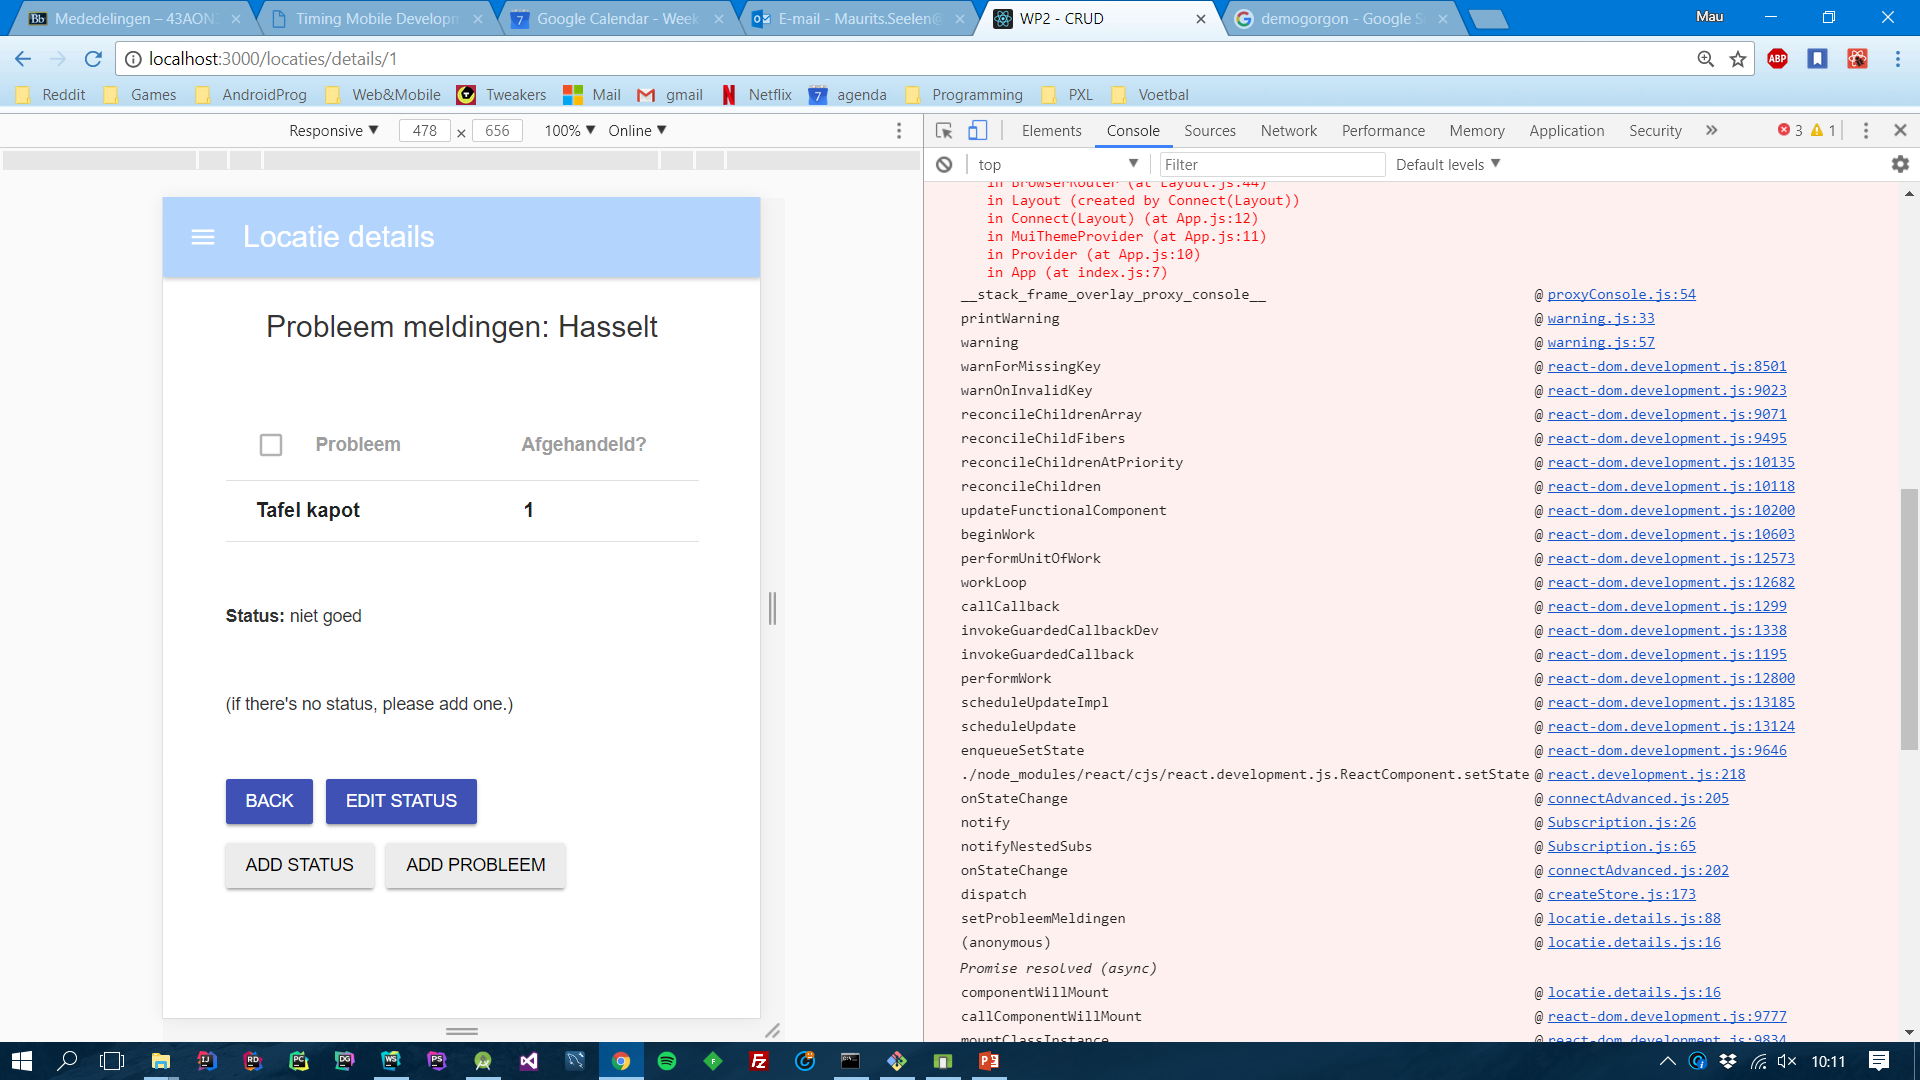 Mededelingen – 43AON
Timing Mobile Developm
Google Calendar - Week
E-mail - Maurits.Seelen@
WP2 - CRUD
demogorgon - Google S
Mau
localhost:3000/locaties/details/1
ABP
Reddit Games AndroidProg Web&Mobile Tweakers Mail gmail Netflix agenda Programming PXL Voetbal
Responsive ▼ 478 × 656 100% ▼ Online ▼
Elements Console Sources Network Performance Memory Application Security » 3 1
top ▼ Filter Default levels ▼
Locatie details
Probleem meldingen: Hasselt
Probleem Afgehandeld?
Tafel kapot 1
Status: niet goed
(if there's no status, please add one.)
BACK EDIT STATUS
ADD STATUS ADD PROBLEEM
in BrowserRouter (at Layout.js:44)
in Layout (created by Connect(Layout))
in Connect(Layout) (at App.js:12)
in MuiThemeProvider (at App.js:11)
in Provider (at App.js:10)
in App (at index.js:7)
__stack_frame_overlay_proxy_console__ @ proxyConsole.js:54
printWarning @ warning.js:33
warning @ warning.js:57
warnForMissingKey @ react-dom.development.js:8501
warnOnInvalidKey @ react-dom.development.js:9023
reconcileChildrenArray @ react-dom.development.js:9071
reconcileChildFibers @ react-dom.development.js:9495
reconcileChildrenAtPriority @ react-dom.development.js:10135
reconcileChildren @ react-dom.development.js:10118
updateFunctionalComponent @ react-dom.development.js:10200
beginWork @ react-dom.development.js:10603
performUnitOfWork @ react-dom.development.js:12573
workLoop @ react-dom.development.js:12682
callCallback @ react-dom.development.js:1299
invokeGuardedCallbackDev @ react-dom.development.js:1338
invokeGuardedCallback @ react-dom.development.js:1195
performWork @ react-dom.development.js:12800
scheduleUpdateImpl @ react-dom.development.js:13185
scheduleUpdate @ react-dom.development.js:13124
enqueueSetState @ react-dom.development.js:9646
./node_modules/react/cjs/react.development.js.ReactComponent.setState @ react.development.js:218
onStateChange @ connectAdvanced.js:205
notify @ Subscription.js:26
notifyNestedSubs @ Subscription.js:65
onStateChange @ connectAdvanced.js:202
dispatch @ createStore.js:173
setProbleemMeldingen @ locatie.details.js:88
(anonymous) @ locatie.details.js:16
Promise resolved (async)
componentWillMount @ locatie.details.js:16
callComponentWillMount @ react-dom.development.js:9777
mountClassInstance @ react-dom.development.js:9834
10:11